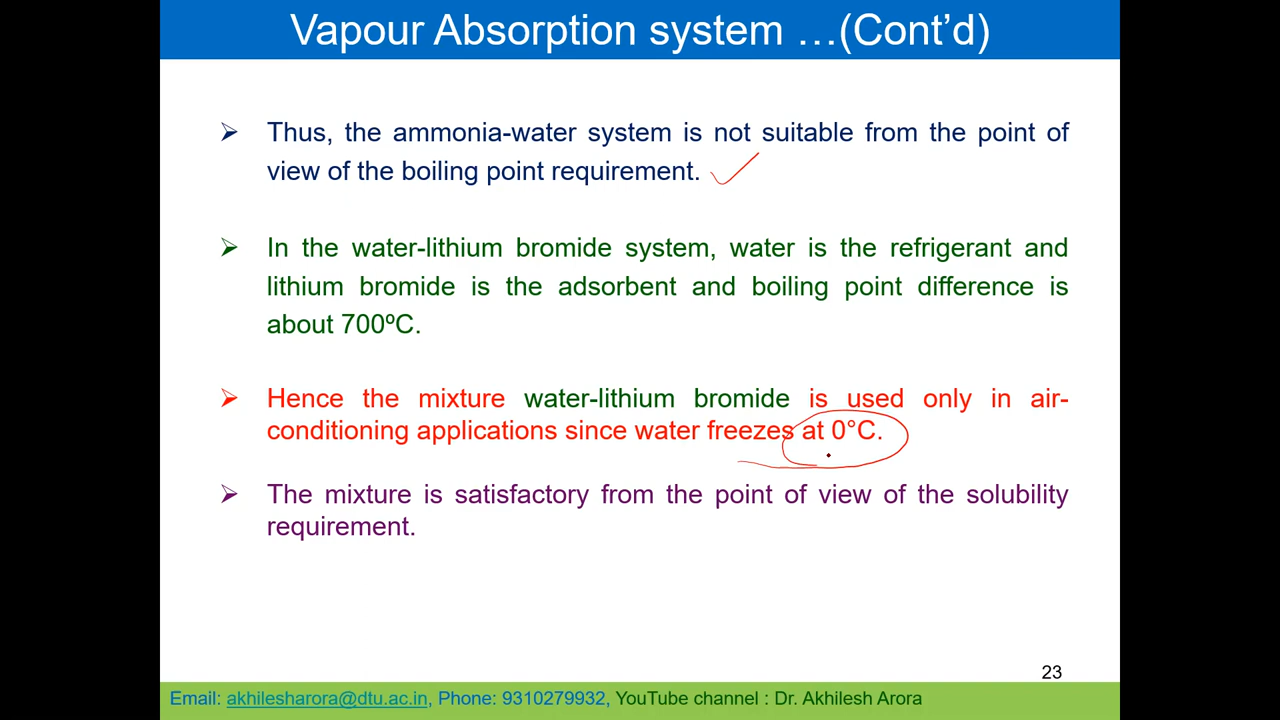 Vapour Absorption system …(Cont’d)
➢ Thus, the ammonia-water system is not suitable from the point of
view of the boiling point requirement.
➢ In the water-lithium bromide system, water is the refrigerant and
lithium bromide is the adsorbent and boiling point difference is
about 700ºC.
➢ Hence the mixture water-lithium bromide is used only in air-
conditioning applications since water freezes at 0°C.
➢ The mixture is satisfactory from the point of view of the solubility
requirement.
23
Email: akhilesharora@dtu.ac.in, Phone: 9310279932, YouTube channel : Dr. Akhilesh Arora